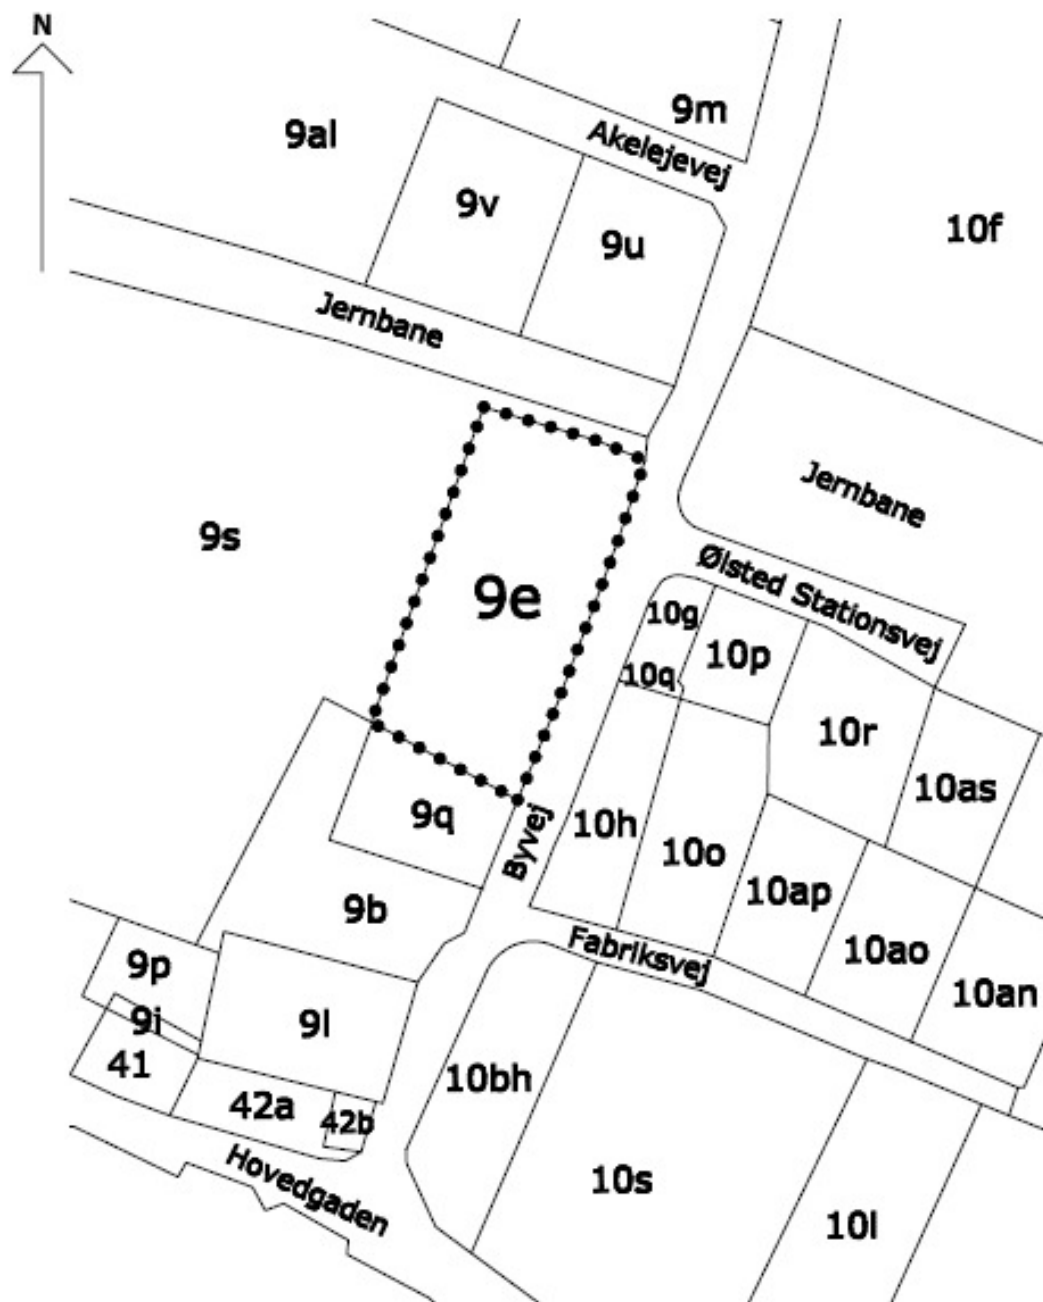 N
9m
9al
Akelejevej
9v
9u
10f
Jernbane
Jernbane
9s
Ølsted Stationsvej
9e
10g
10p
10q
10r
10as
9q
Byvej
10h
10o
10ap
9b
10ao
Fabriksvej
9p
10an
9i
9l
41
10bh
42a
42b
Hovedgaden
10s
10l